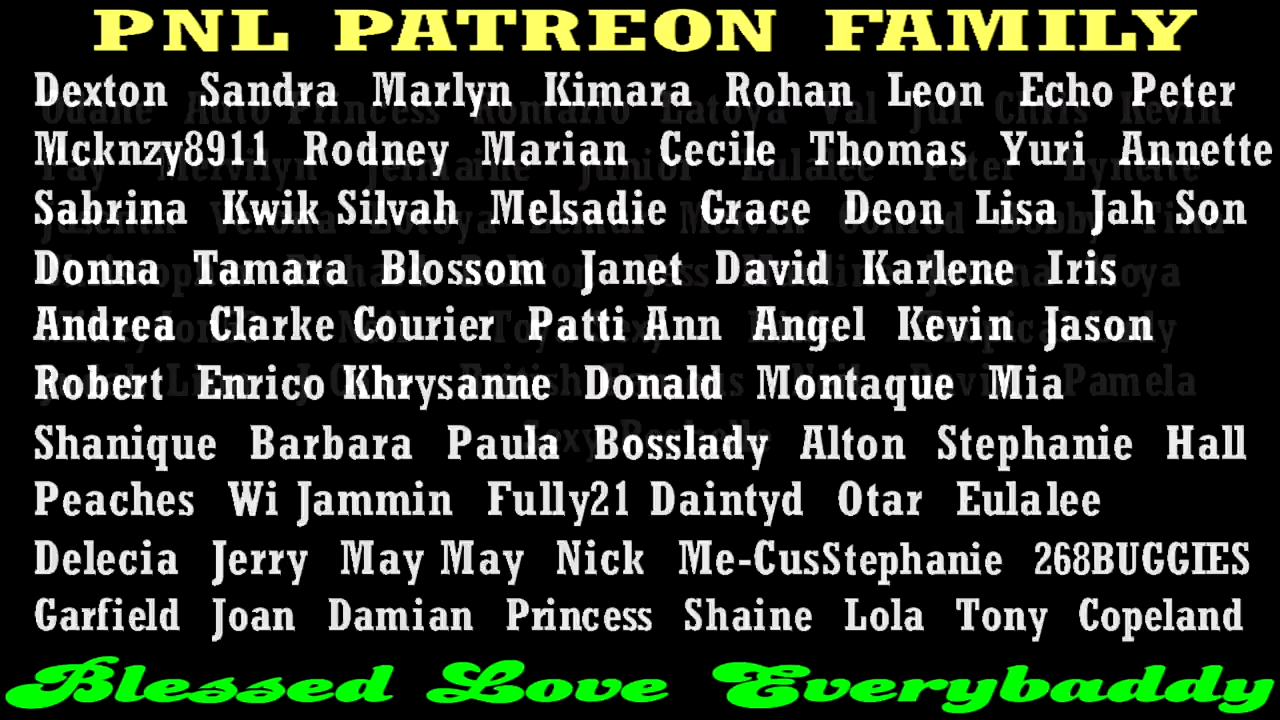 PNL PATREON FAMILY
Dexton Sandra Marlyn Kimara Rohan Leon Echo Peter
Mcknzy8911 Rodney Marian Cecile Thomas Yuri Annette
Sabrina Kwik Silvah Melsadie Grace Deon Lisa Jah Son
Donna Tamara Blossom Janet David Karlene Iris
Andrea Clarke Courier Patti Ann Angel Kevin Jason
Robert Enrico Khrysanne Donald Montaque Mia
Shanique Barbara Paula Bosslady Alton Stephanie Hall
Peaches Wi Jammin Fully21 Daintyd Otar Eulalee
Delecia Jerry May May Nick Me-CusStephanie 268BUGGIES
Garfield Joan Damian Princess Shaine Lola Tony Copeland
Blessed Love Everybaddy